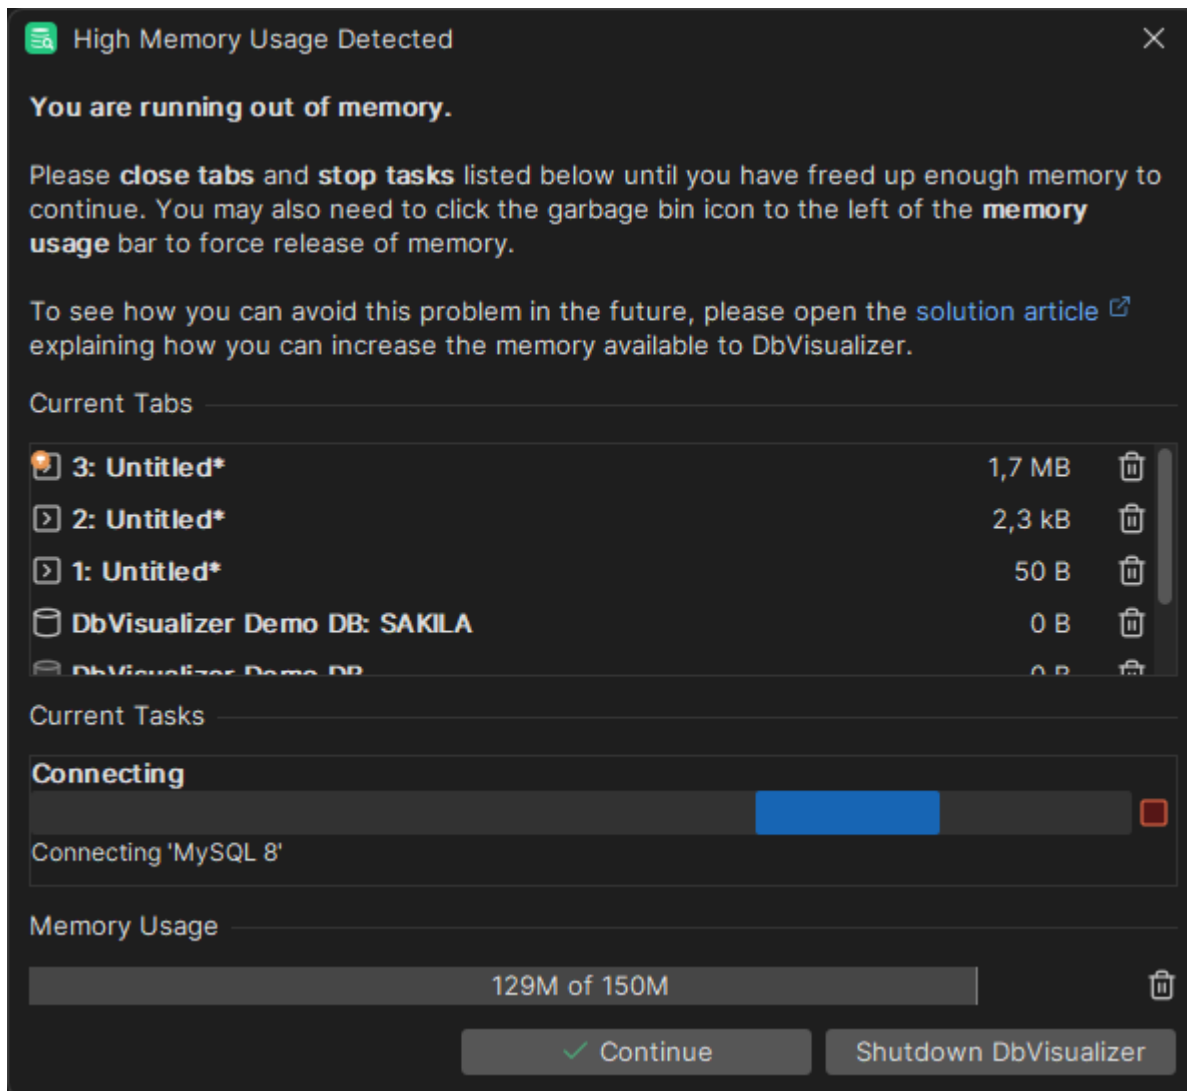 High Memory Usage Detected
You are running out of memory.
Please close tabs and stop tasks listed below until you have freed up enough memory to
continue. You may also need to click the garbage bin icon to the left of the memory
usage bar to force release of memory.
To see how you can avoid this problem in the future, please open the solution article
explaining how you can increase the memory available to DbVisualizer.
Current Tabs
3: Untitled* 1,7 MB
2: Untitled* 2,3 kB
1: Untitled* 50 B
DbVisualizer Demo DB: SAKILA 0 B
DbVisualizer Demo DB 0 B
Current Tasks
Connecting
Connecting 'MySQL 8'
Memory Usage
129M of 150M
Continue Shutdown DbVisualizer